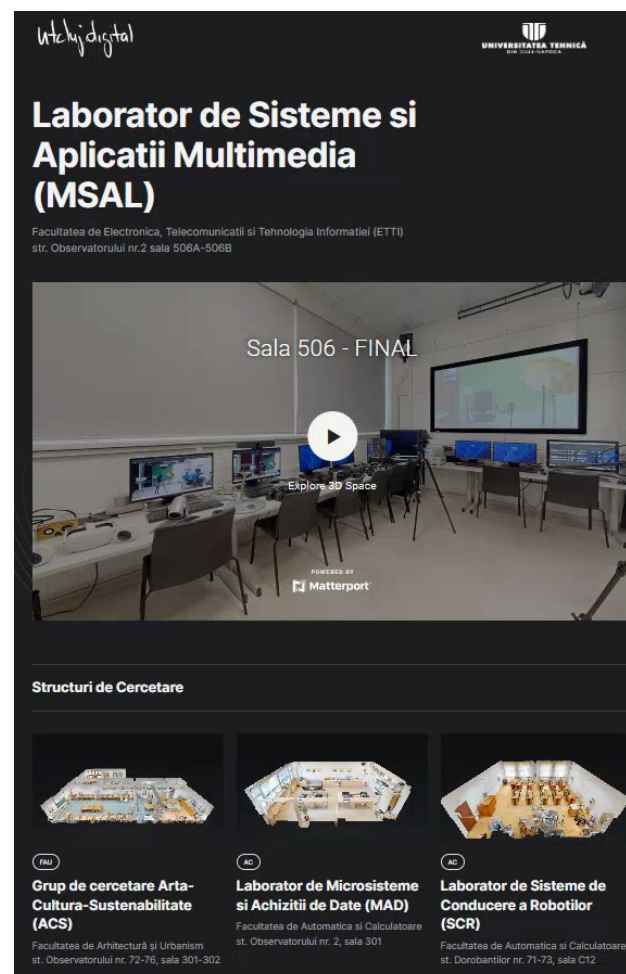 utclujdigital
UNIVERSITATEA TEHNICĂ
DIN CLUJ-NAPOCA
Laborator de Sisteme si
Aplicatii Multimedia
(MSAL)
Facultatea de Electronica, Telecomunicatii si Tehnologia Informatiei (ETTI)
str. Observatorului nr.2 sala 506A-506B
Sala 506 - FINAL
Explore 3D Space
POWERED BY
Matterport
Structuri de Cercetare
FAU
Grup de cercetare Arta-
Cultura-Sustenabilitate
(ACS)
Facultatea de Arhitectură și Urbanism
st. Observatorului nr. 72-76, sala 301-302
AC
Laborator de Microsisteme
si Achizitii de Date (MAD)
Facultatea de Automatica si Calculatoare
st. Observatorului nr. 2, sala 301
AC
Laborator de Sisteme de
Conducere a Robotilor
(SCR)
Facultatea de Automatica si Calculatoare
st. Dorobantilor nr. 71-73, sala C12